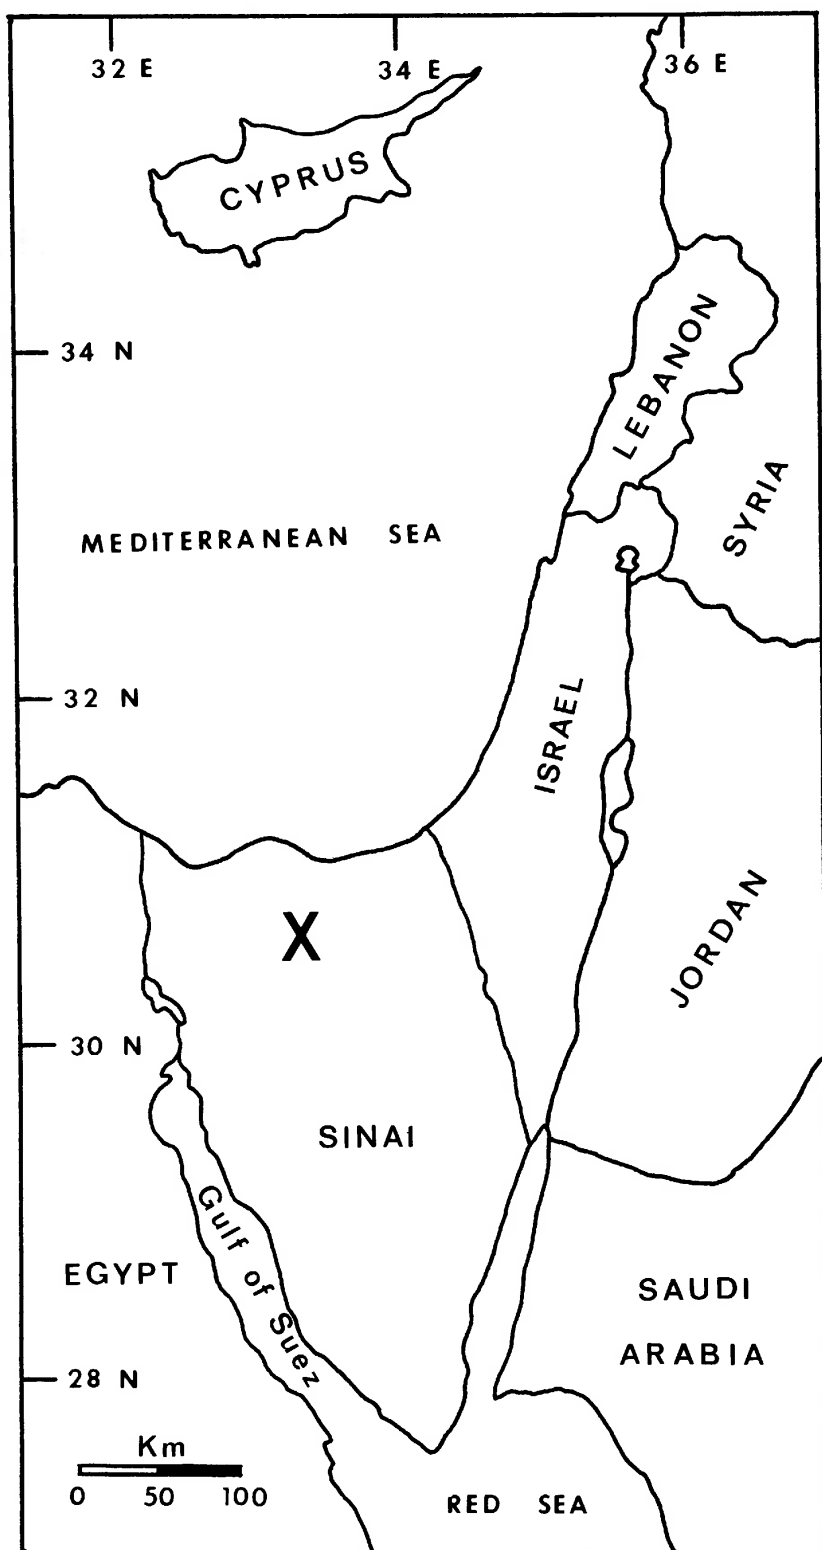 32 E
34 E
36 E
CYPRUS
34 N
LEBANON
SYRIA
MEDITERRANEAN SEA
32 N
ISRAEL
JORDAN
X
30 N
SINAI
Gulf of Suez
EGYPT
SAUDI
ARABIA
28 N
Km
0 50 100
RED SEA